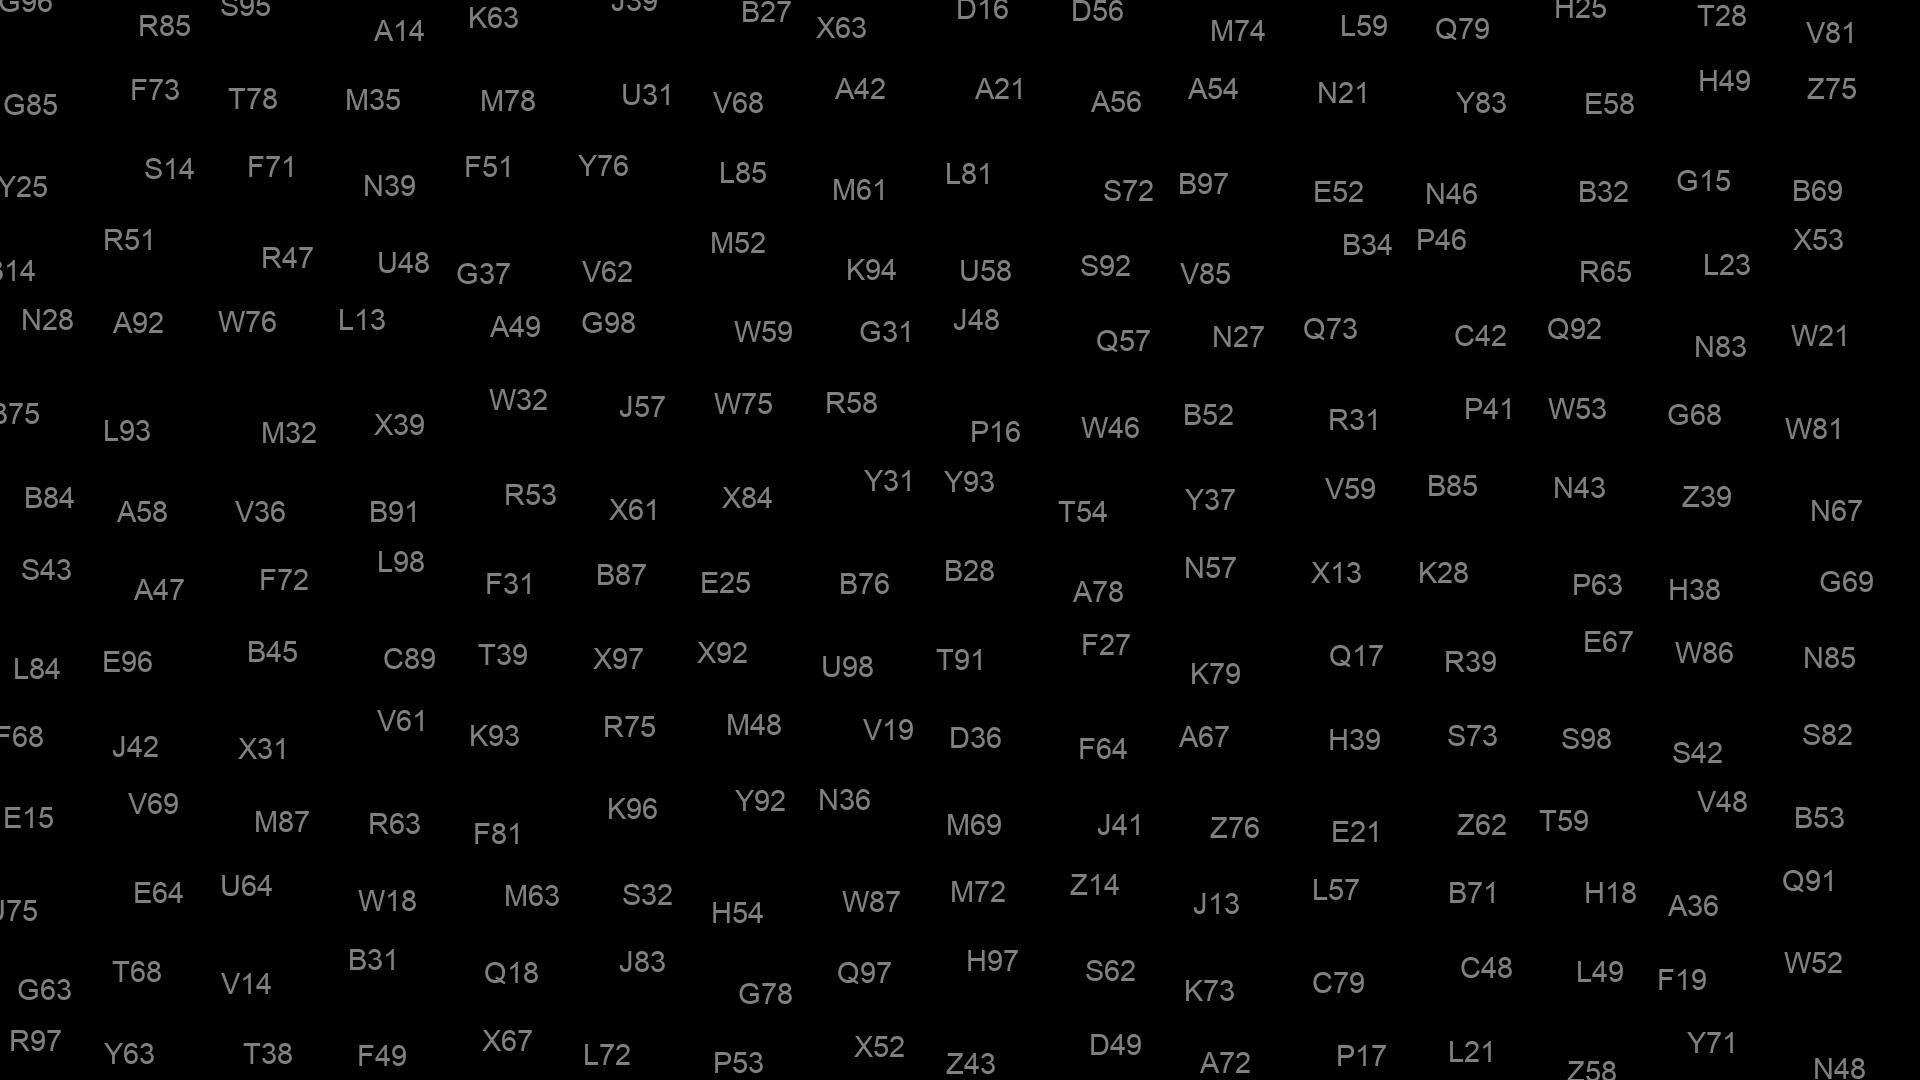 G96 R85 S95 A14 K63 J39 B27 X63 D16 D56 M74 L59 Q79 H25 T28 V81
G85 F73 T78 M35 M78 U31 V68 A42 A21 A56 A54 N21 Y83 E58 H49 Z75
Y25 S14 F71 N39 F51 Y76 L85 M61 L81 S72 B97 E52 N46 B32 G15 B69
R51 R47 U48 G37 V62 M52 K94 U58 S92 V85 B34 P46 R65 L23 X53
N28 A92 W76 L13 A49 G98 W59 G31 J48 Q57 N27 Q73 C42 Q92 N83 W21
L93 M32 X39 W32 J57 W75 R58 P16 W46 B52 R31 P41 W53 G68 W81
B84 A58 V36 B91 R53 X61 X84 Y31 Y93 T54 Y37 V59 B85 N43 Z39 N67
S43 A47 F72 L98 F31 B87 E25 B76 B28 A78 N57 X13 K28 P63 H38 G69
L84 E96 B45 C89 T39 X97 X92 U98 T91 F27 K79 Q17 R39 E67 W86 N85
F68 J42 X31 V61 K93 R75 M48 V19 D36 F64 A67 H39 S73 S98 S42 S82
E15 V69 M87 R63 F81 K96 Y92 N36 M69 J41 Z76 E21 Z62 T59 V48 B53
E64 U64 W18 M63 S32 H54 W87 M72 Z14 J13 L57 B71 H18 A36 Q91
G63 T68 V14 B31 Q18 J83 G78 Q97 H97 S62 K73 C79 C48 L49 F19 W52
R97 Y63 T38 F49 X67 L72 P53 X52 Z43 D49 A72 P17 L21 Z58 Y71 N48